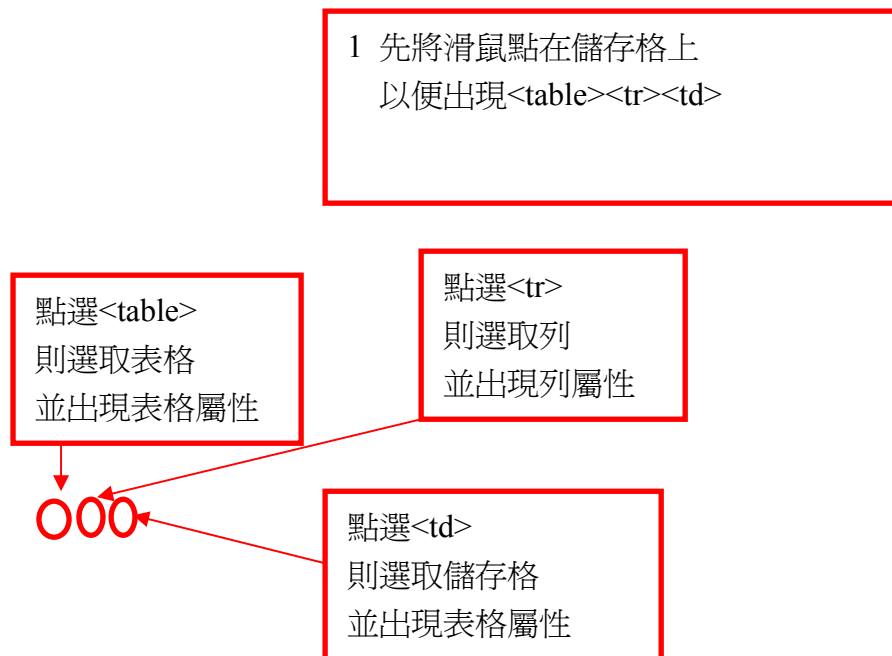 1 先將滑鼠點在儲存格上
以便出現<table><tr><td>
點選<table>
則選取表格
並出現表格屬性
點選<tr>
則選取列
並出現列屬性
點選<td>
則選取儲存格
並出現表格屬性